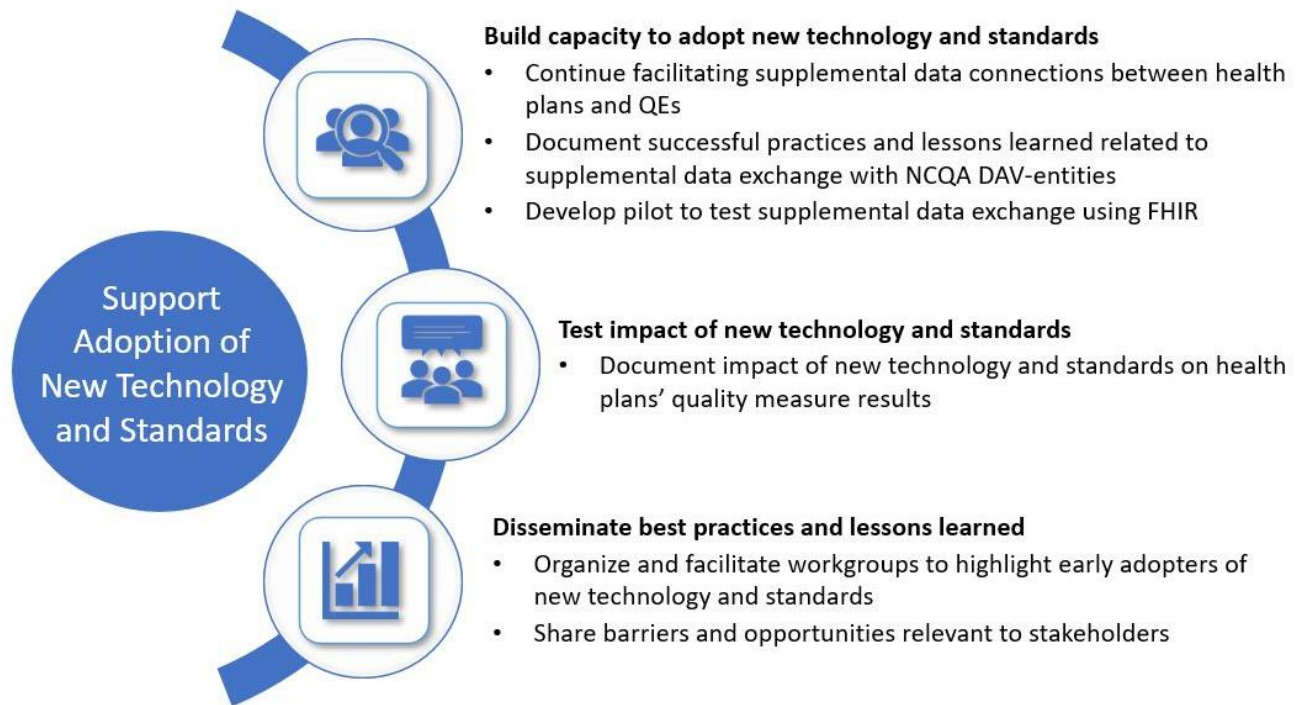 Build capacity to adopt new technology and standards
• Continue facilitating supplemental data connections between health
plans and QEs
• Document successful practices and lessons learned related to
supplemental data exchange with NCQA DAV-entities
• Develop pilot to test supplemental data exchange using FHIR
Support
Adoption of
New Technology
and Standards
Test impact of new technology and standards
• Document impact of new technology and standards on health
plans’ quality measure results
Disseminate best practices and lessons learned
• Organize and facilitate workgroups to highlight early adopters of
new technology and standards
• Share barriers and opportunities relevant to stakeholders